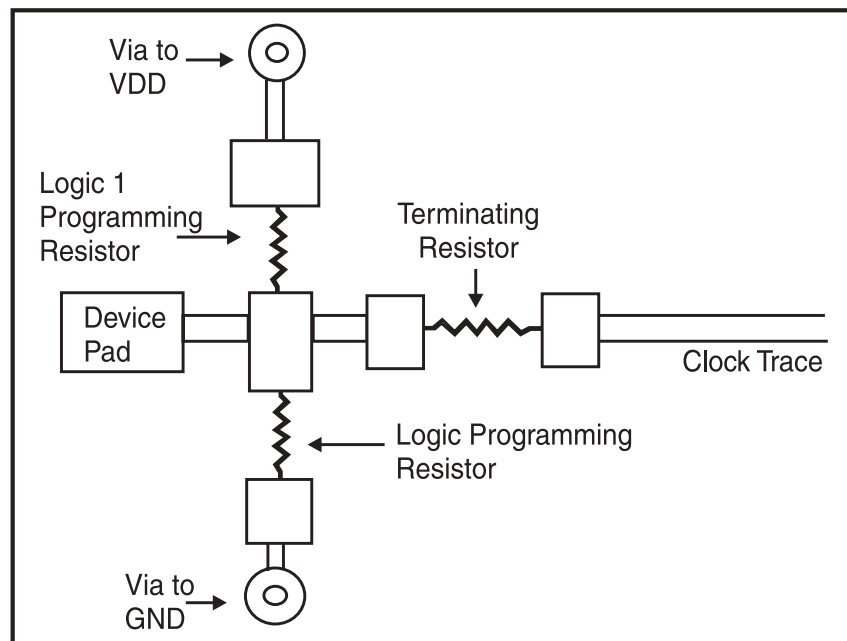 Via to
VDD
Logic 1
Programming
Resistor
Terminating
Resistor
Device
Pad
Clock Trace
Logic Programming
Resistor
Via to
GND